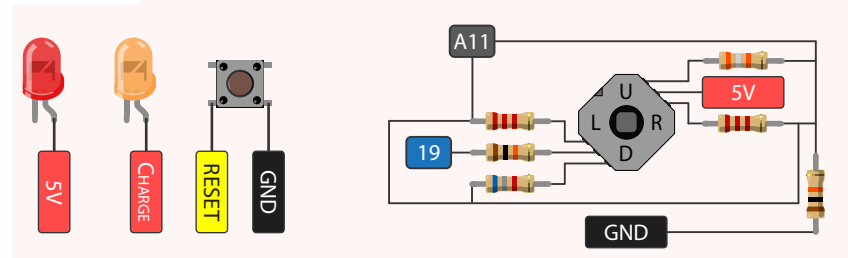 A11
U
5V
L
R
19
D
5V
CHARGE
RESET
GND
GND